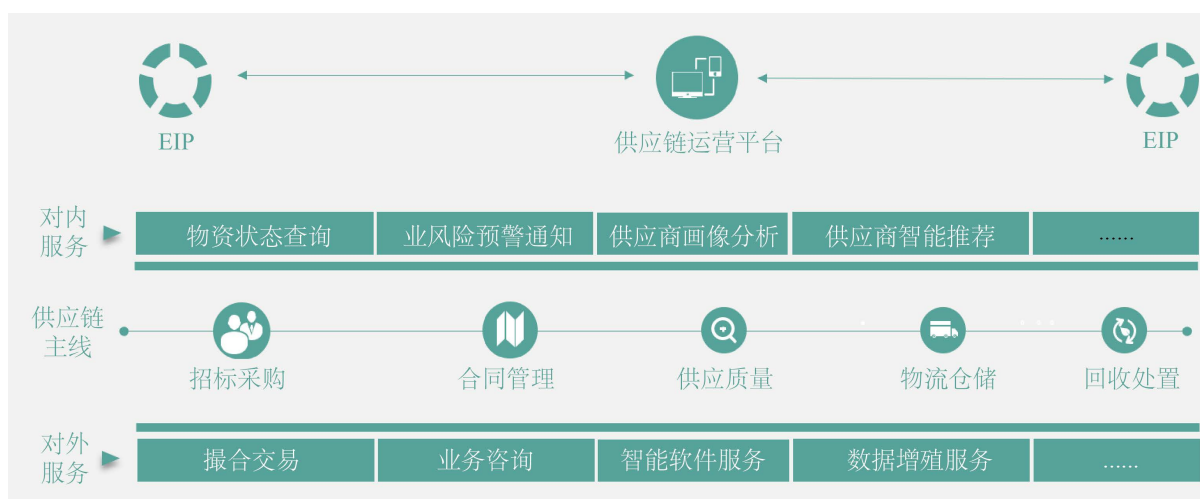 EIP
供应链运营平台
EIP
对内
服务
物资状态查询
业风险预警通知
供应商画像分析
供应商智能推荐
......
供应链
主线
招标采购
合同管理
供应质量
物流仓储
回收处置
对外
服务
撮合交易
业务咨询
智能软件服务
数据增殖服务
......